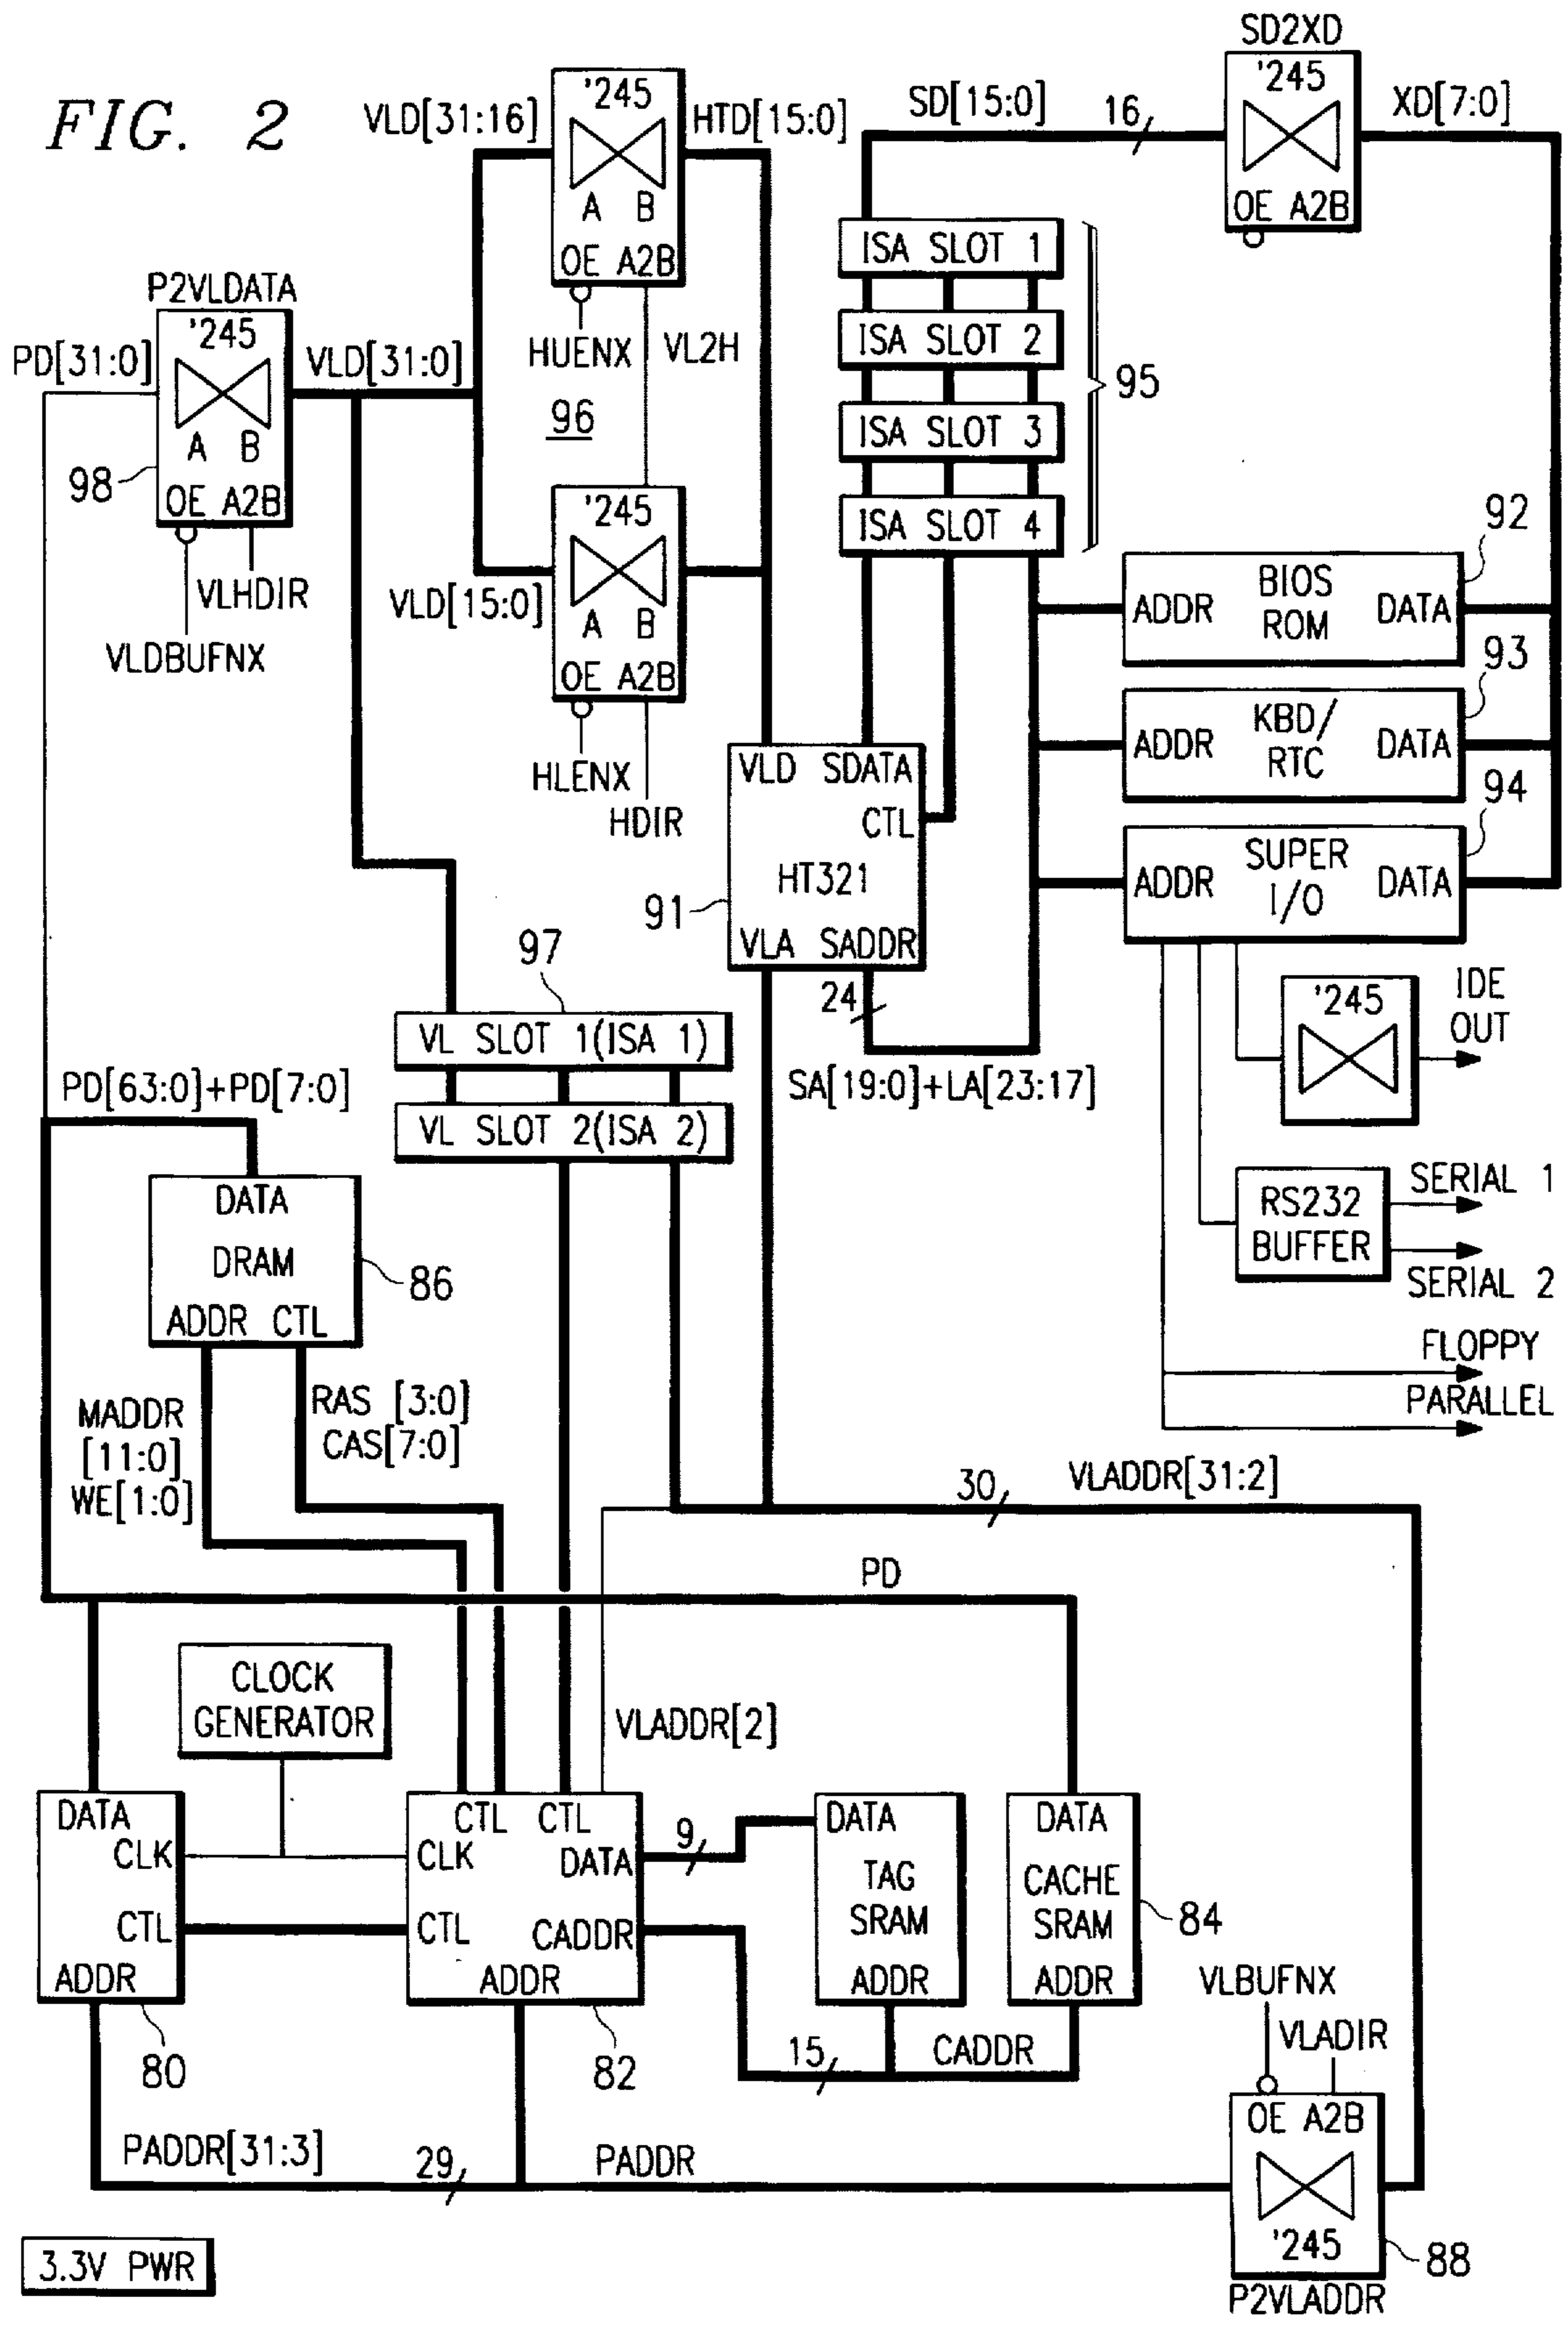 FIG. 2
VLD[31:16]
'245
A B
OE A2B
HTD[15:0]
SD[15:0]
16
SD2XD
'245
OE A2B
XD[7:0]
P2VLDATA
PD[31:0]
'245
A B
OE A2B
98
VLD[31:0]
VLHDIR
VLDBUFNX
HUENX
VL2H
96
'245
A B
OE A2B
VLD[15:0]
HLENX
HDIR
ISA SLOT 1
ISA SLOT 2
ISA SLOT 3
ISA SLOT 4
95
92
ADDR BIOS ROM DATA
93
ADDR KBD/ RTC DATA
94
ADDR SUPER I/O DATA
VLD SDATA
CTL
HT321
VLA SADDR
91
24
SA[19:0]+LA[23:17]
97
VL SLOT 1(ISA 1)
VL SLOT 2(ISA 2)
'245
IDE
OUT
RS232
BUFFER
SERIAL 1
SERIAL 2
FLOPPY
PARALLEL
PD[63:0]+PD[7:0]
DATA
DRAM
ADDR CTL
86
MADDR
[11:0]
WE[1:0]
RAS [3:0]
CAS[7:0]
30
VLADDR[31:2]
PD
CLOCK
GENERATOR
VLADDR[2]
DATA
CLK
CTL
ADDR
80
CTL CTL
CLK
DATA
CTL
CADDR
ADDR
82
9
DATA
TAG
SRAM
ADDR
DATA
CACHE
SRAM
ADDR
84
15
CADDR
VLBUFNX
VLADIR
OE A2B
'245
88
P2VLADDR
PADDR[31:3]
29
PADDR
3.3V PWR